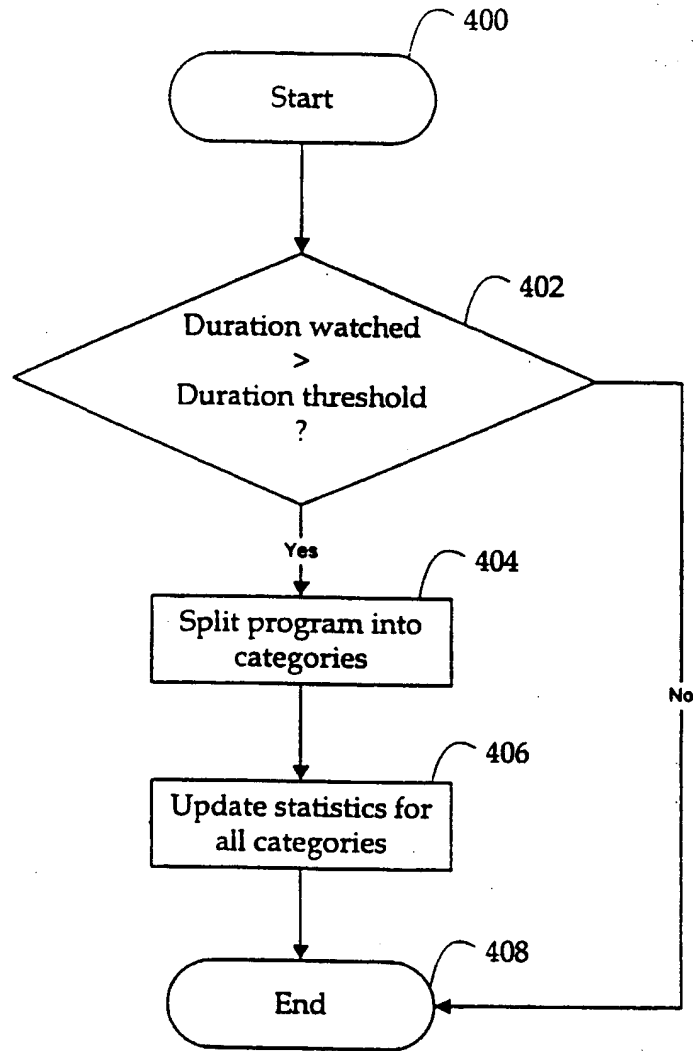 400
Start
402
Duration watched
>
Duration threshold
?
Yes
404
Split program into
categories
No
406
Update statistics for
all categories
408
End